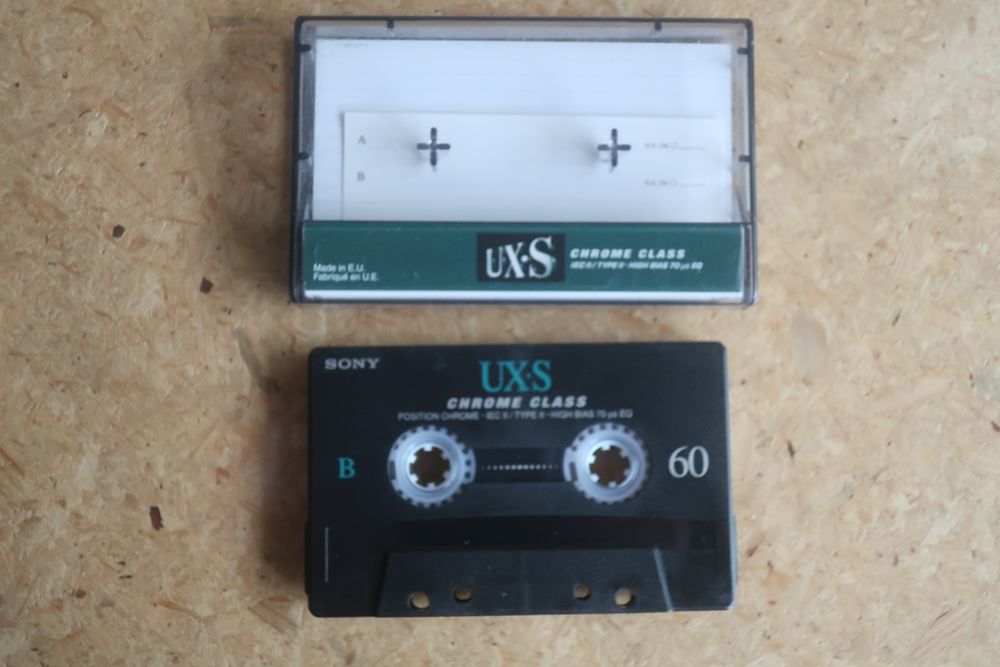 A
B
UX·S
CHROME CLASS
IEC II / TYPE II · HIGH BIAS 70 µs EQ
Made in E.U.
Fabriqué en U.E.
SONY
UX·S
CHROME CLASS
POSITION CHROME · IEC II / TYPE II · HIGH BIAS 70 µs EQ
B
60